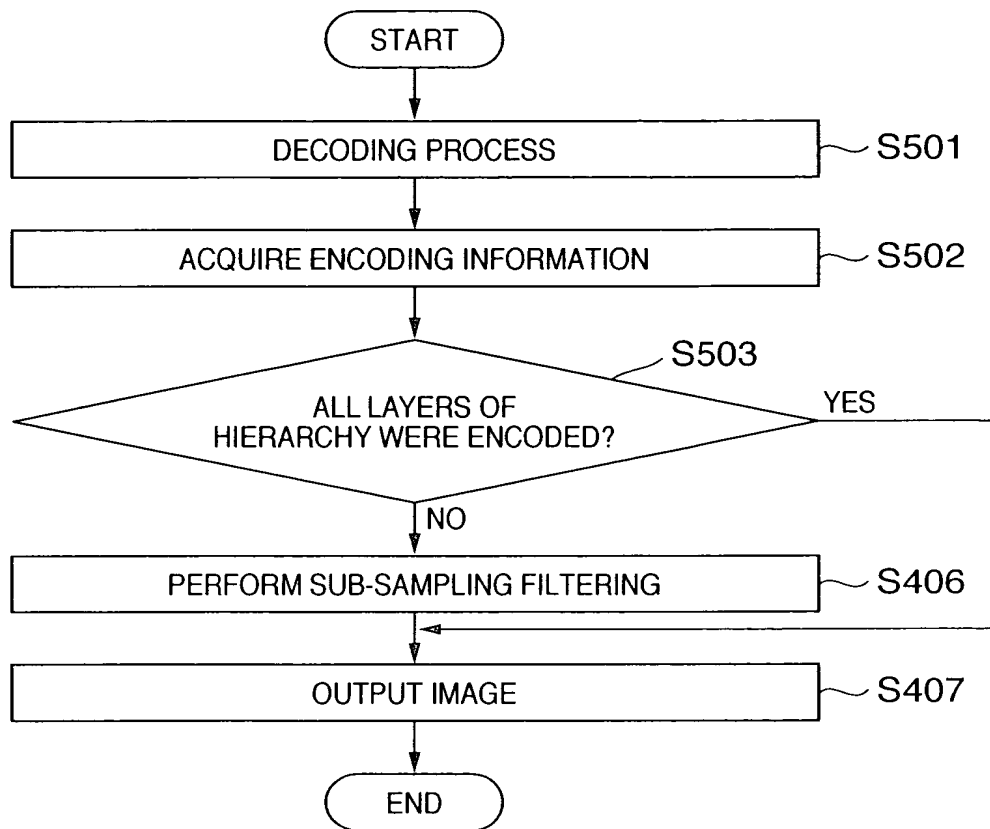 START
DECODING PROCESS
S501
ACQUIRE ENCODING INFORMATION
S502
S503
ALL LAYERS OF
HIERARCHY WERE ENCODED?
YES
NO
PERFORM SUB-SAMPLING FILTERING
S406
OUTPUT IMAGE
S407
END